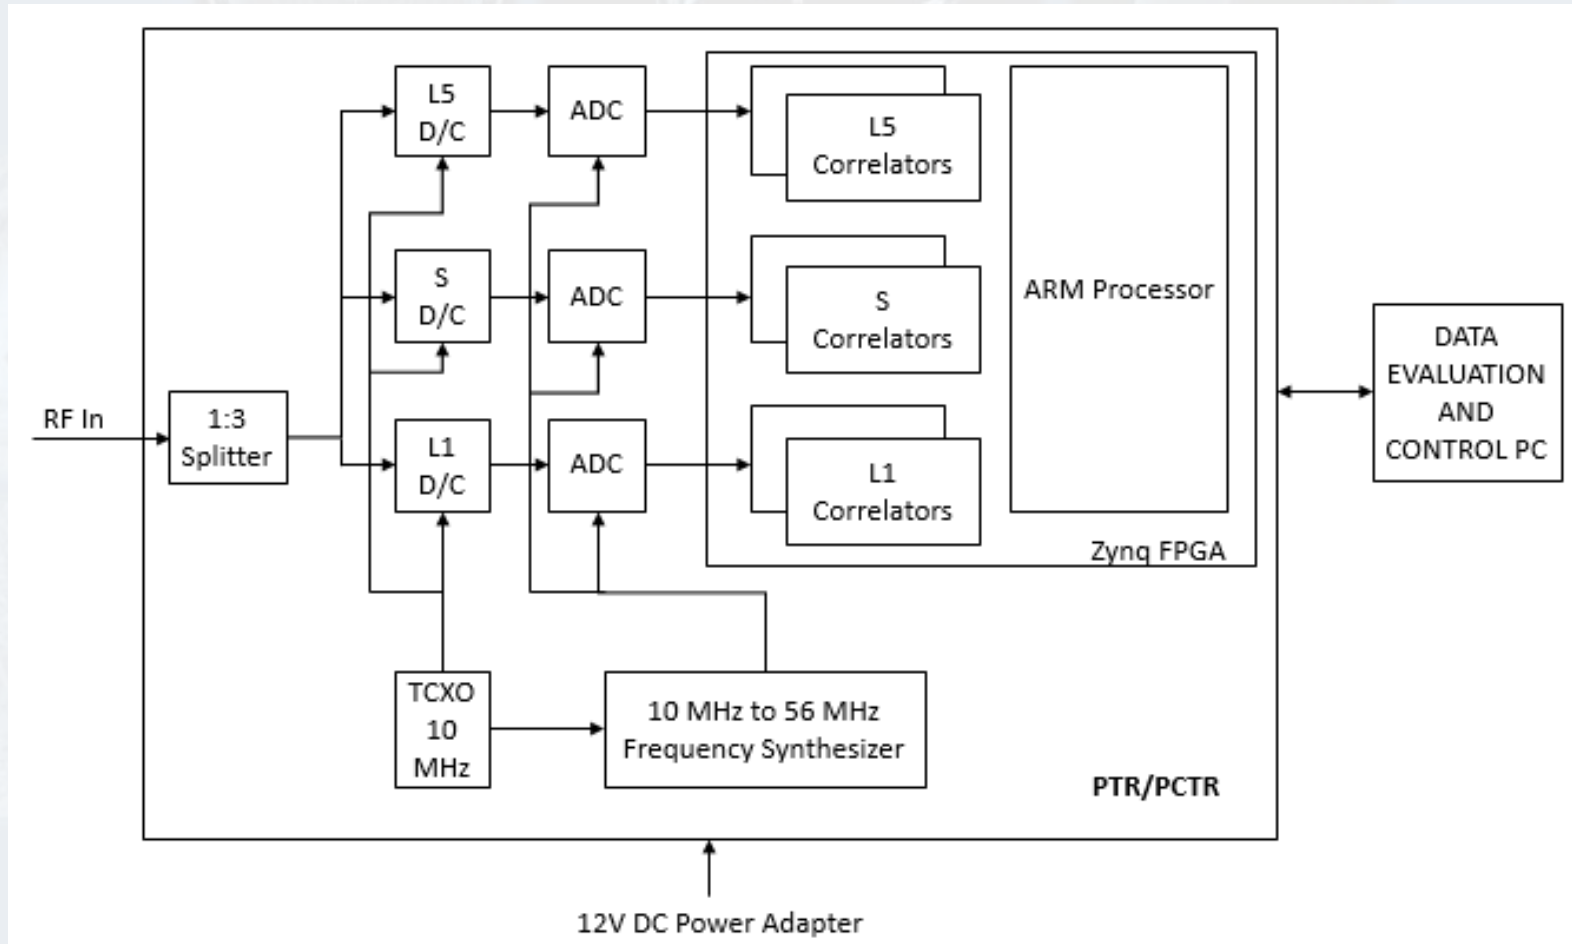 L5
D/C
ADC
L5
Correlators
S
D/C
ADC
S
Correlators
ARM Processor
RF In
1:3
Splitter
L1
D/C
ADC
L1
Correlators
Zynq FPGA
DATA
EVALUATION
AND
CONTROL PC
TCXO
10
MHz
10 MHz to 56 MHz
Frequency Synthesizer
PTR/PCTR
12V DC Power Adapter